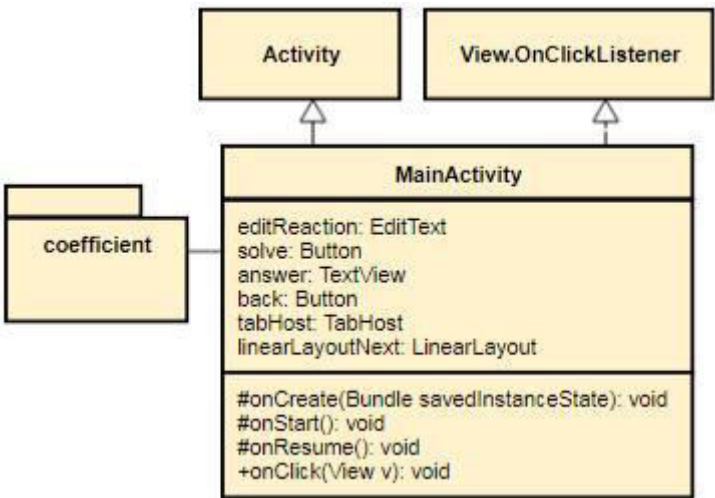 Activity
View.OnClickListener
MainActivity
coefficient
editReaction: EditText
solve: Button
answer: TextView
back: Button
tabHost: TabHost
linearLayoutNext: LinearLayout
#onCreate(Bundle savedInstanceState): void
#onStart(): void
#onResume(): void
+onClick(View v): void